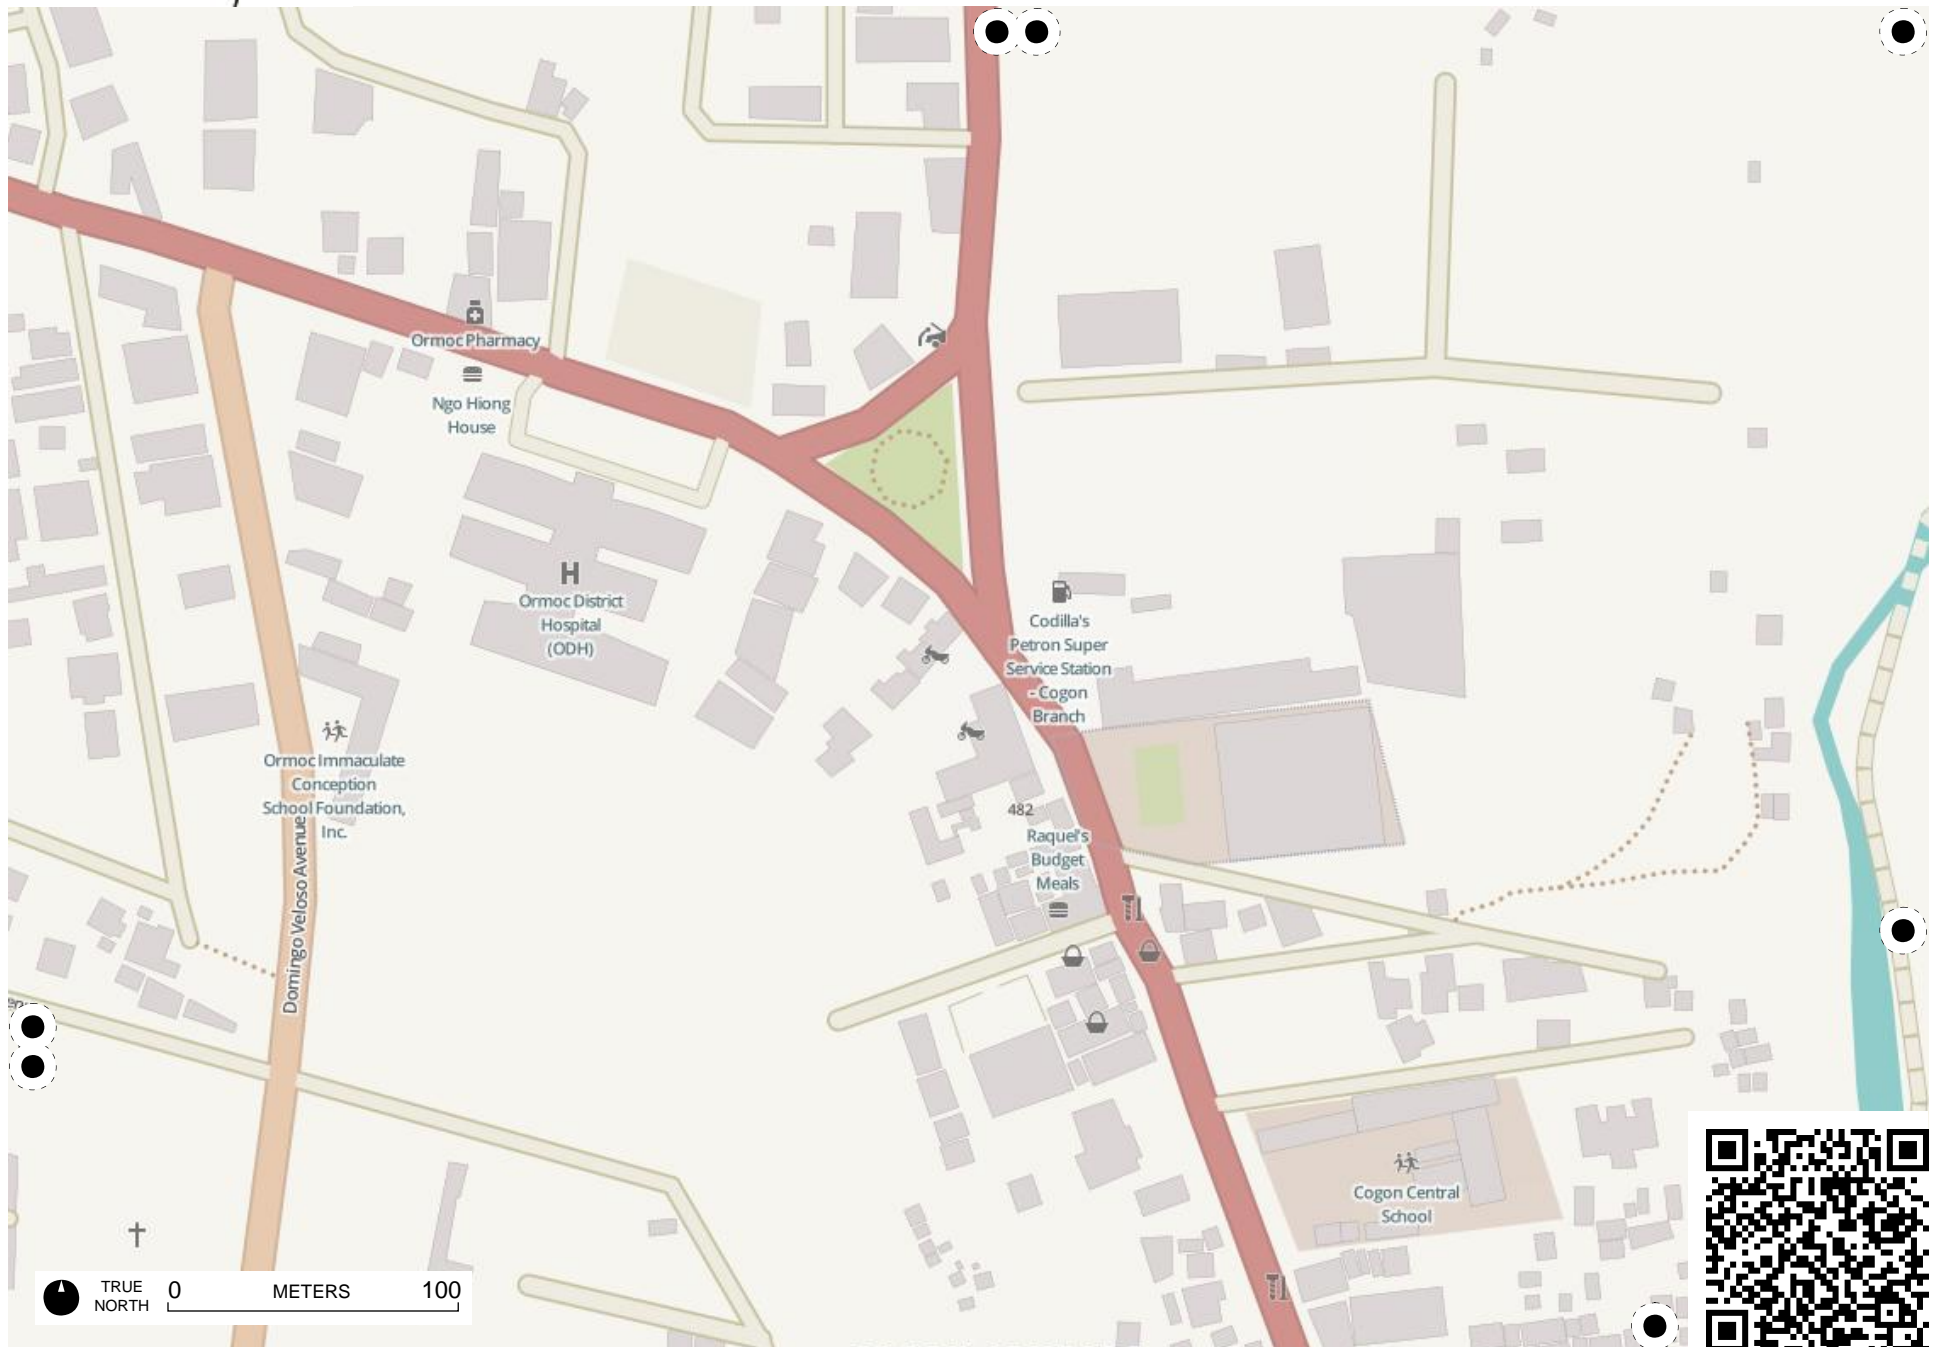 Ormoc Pharmacy
Ngo Hiong
House
H
Ormoc District
Hospital
(ODH)
Codilla's
Petron Super
Service Station
- Cogon
Branch
Ormoc Immaculate
Conception
School Foundation,
Inc.
Domingo Veloso Avenue
482
Raquel's
Budget
Meals
Cogon Central
School
TRUE
NORTH
0 METERS 100